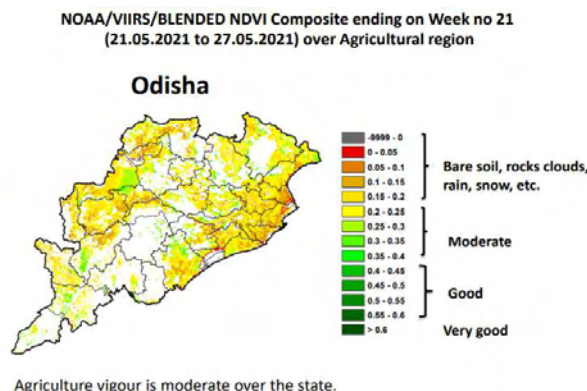 NOAA/VIIRS/BLENDED NDVI Composite ending on Week no 21
(21.05.2021 to 27.05.2021) over Agricultural region
Odisha
-9999 - 0
0 - 0.05
0.05 - 0.1
0.1 - 0.15
0.15 - 0.2
Bare soil, rocks clouds,
rain, snow, etc.
0.2 - 0.25
0.25 - 0.3
0.3 - 0.35
0.35 - 0.4
Moderate
0.4 - 0.45
0.45 - 0.5
0.5 - 0.55
0.55 - 0.6
Good
> 0.6
Very good
Agriculture vigour is moderate over the state.